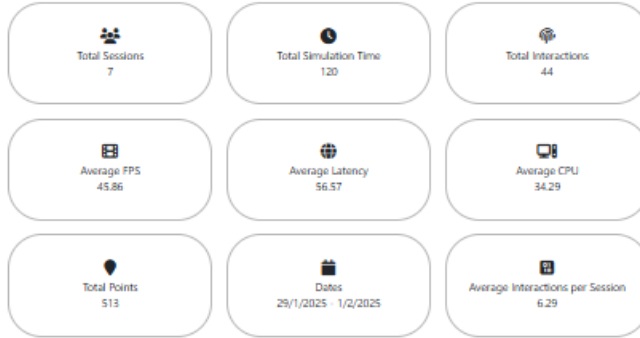 Total Sessions
7
Total Simulation Time
120
Total Interactions
44
Average FPS
45.86
Average Latency
56.57
Average CPU
34.29
Total Points
513
Dates
29/1/2025 - 1/2/2025
Average Interactions per Session
6.29